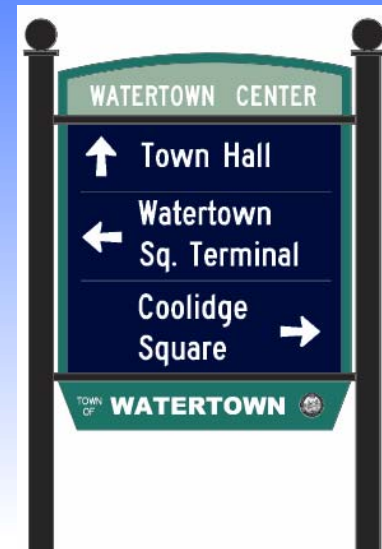 WATERTOWN CENTER
Town Hall
Watertown
Sq. Terminal
Coolidge
Square
TOWN
OF
WATERTOWN